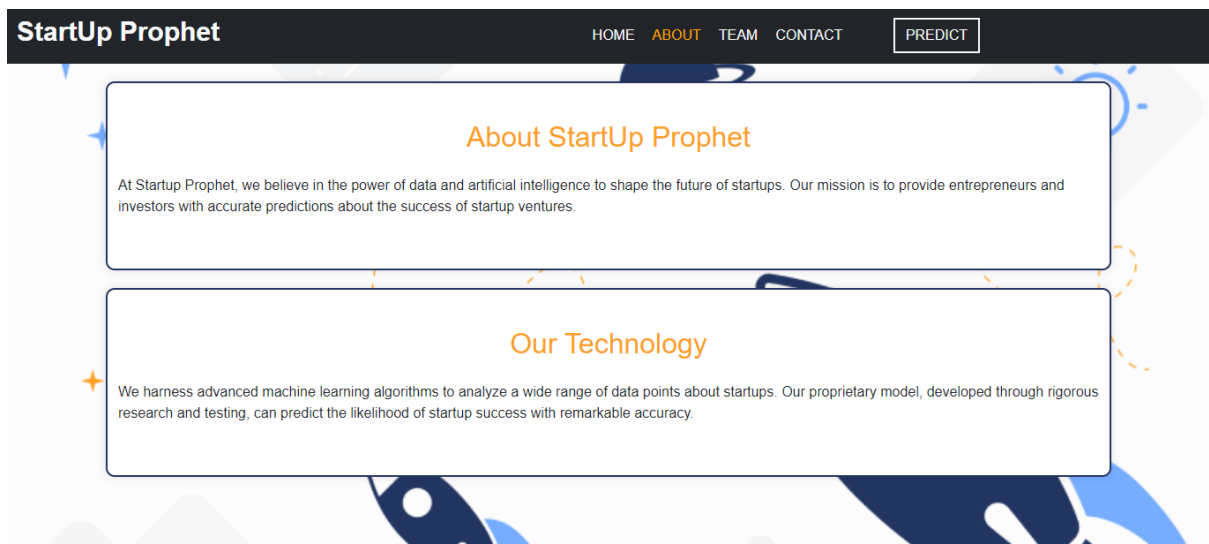 StartUp Prophet
HOME ABOUT TEAM CONTACT PREDICT
About StartUp Prophet
At Startup Prophet, we believe in the power of data and artificial intelligence to shape the future of startups. Our mission is to provide entrepreneurs and
investors with accurate predictions about the success of startup ventures.
Our Technology
We harness advanced machine learning algorithms to analyze a wide range of data points about startups. Our proprietary model, developed through rigorous
research and testing, can predict the likelihood of startup success with remarkable accuracy.